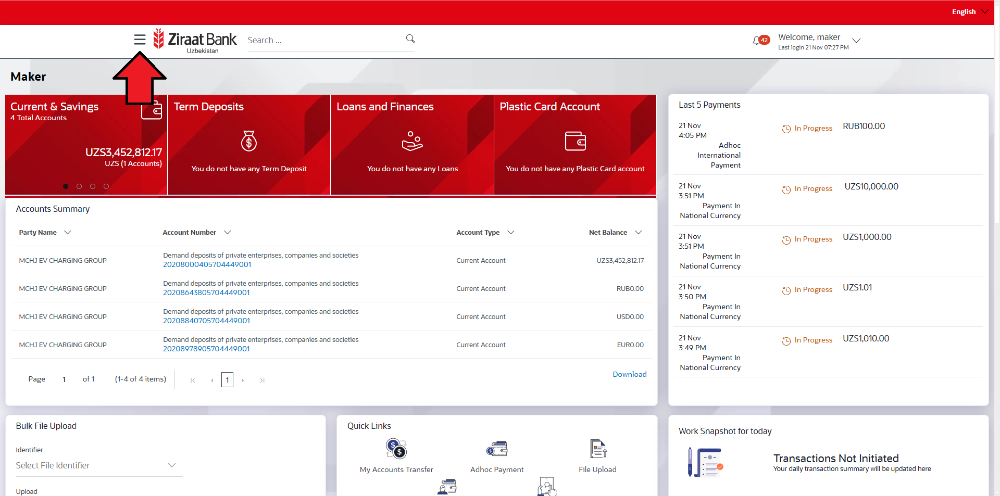 English
Ziraat Bank
Uzbekistan
Search ...
42
Welcome, maker
Last login 21 Nov 07:27 PM
Maker
Current & Savings
4 Total Accounts
UZS3,452,812.17
UZS (1 Accounts)
Term Deposits
You do not have any Term Deposit
Loans and Finances
You do not have any Loans
Plastic Card Account
You do not have any Plastic Card account
Accounts Summary
Party Name Account Number Account Type Net Balance
MCHJ EV CHARGING GROUP
Demand deposits of private enterprises, companies and societies
20208000405704449001
Current Account
UZS3,452,812.17
MCHJ EV CHARGING GROUP
Demand deposits of private enterprises, companies and societies
20208643805704449001
Current Account
RUB0.00
MCHJ EV CHARGING GROUP
Demand deposits of private enterprises, companies and societies
20208840705704449001
Current Account
USD0.00
MCHJ EV CHARGING GROUP
Demand deposits of private enterprises, companies and societies
20208978905704449001
Current Account
EUR0.00
Page 1 of 1 (1-4 of 4 items) 1
Download
Last 5 Payments
21 Nov
4:05 PM
Adhoc
International
Payment
In Progress
RUB100.00
21 Nov
3:51 PM
Payment In
National Currency
In Progress
UZS10,000.00
21 Nov
3:51 PM
Payment In
National Currency
In Progress
UZS1,000.00
21 Nov
3:50 PM
Payment In
National Currency
In Progress
UZS1.01
21 Nov
3:49 PM
Payment In
National Currency
In Progress
UZS1,010.00
Bulk File Upload
Identifier
Select File Identifier
Upload
Quick Links
My Accounts Transfer
Adhoc Payment
File Upload
Work Snapshot for today
Transactions Not Initiated
Your daily transaction summary will be updated here